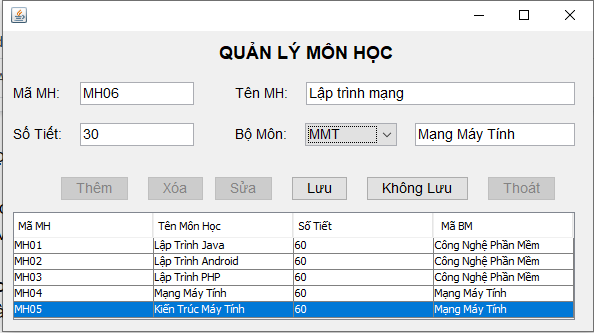 QUẢN LÝ MÔN HỌC
Mã MH: MH06 Tên MH: Lập trình mạng
Số Tiết: 30 Bộ Môn: MMT Mạng Máy Tính
Thêm Xóa Sửa Lưu Không Lưu Thoát
Mã MH Tên Môn Học Số Tiết Mã BM
MH01 Lập Trình Java 60 Công Nghệ Phần Mềm
MH02 Lập Trình Android 60 Công Nghệ Phần Mềm
MH03 Lập Trình PHP 60 Công Nghệ Phần Mềm
MH04 Mạng Máy Tính 60 Mạng Máy Tính
MH05 Kiến Trúc Máy Tính 60 Mạng Máy Tính